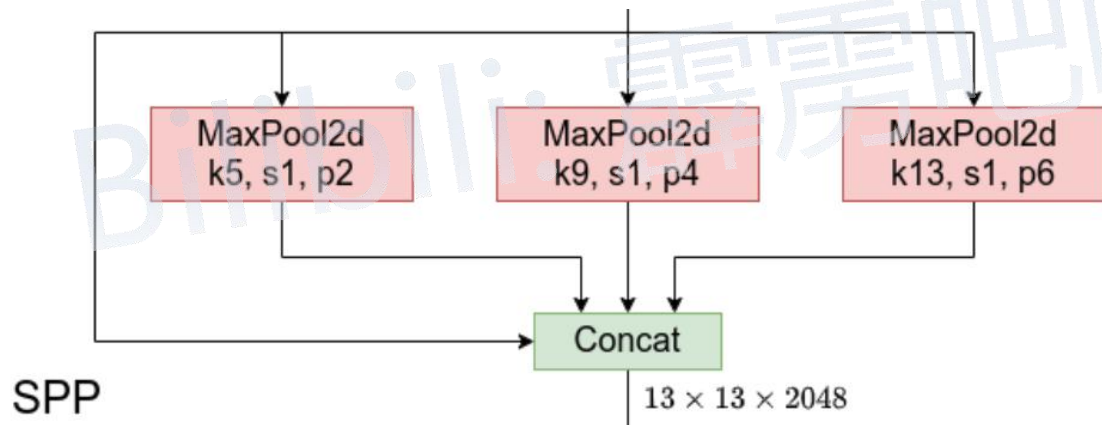 Bilibili: 霹雳吧
MaxPool2d
k5, s1, p2
MaxPool2d
k9, s1, p4
MaxPool2d
k13, s1, p6
Concat
SPP
13 × 13 × 2048